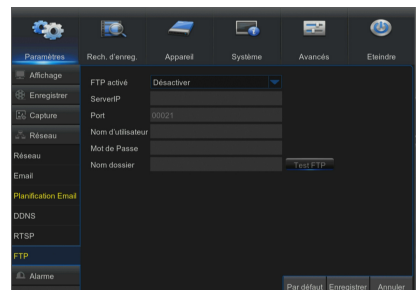 Paramètres Rech. d'enreg. Appareil Système Avancés Eteindre
Affichage
Enregistrer
Capture
Réseau
Réseau
Email
Planification Email
DDNS
RTSP
FTP
Alarme
FTP activé Désactiver
ServerIP
Port 00021
Nom d'utilisateur
Mot de Passe
Nom dossier Test FTP
Par défaut Enregistrer Annuler